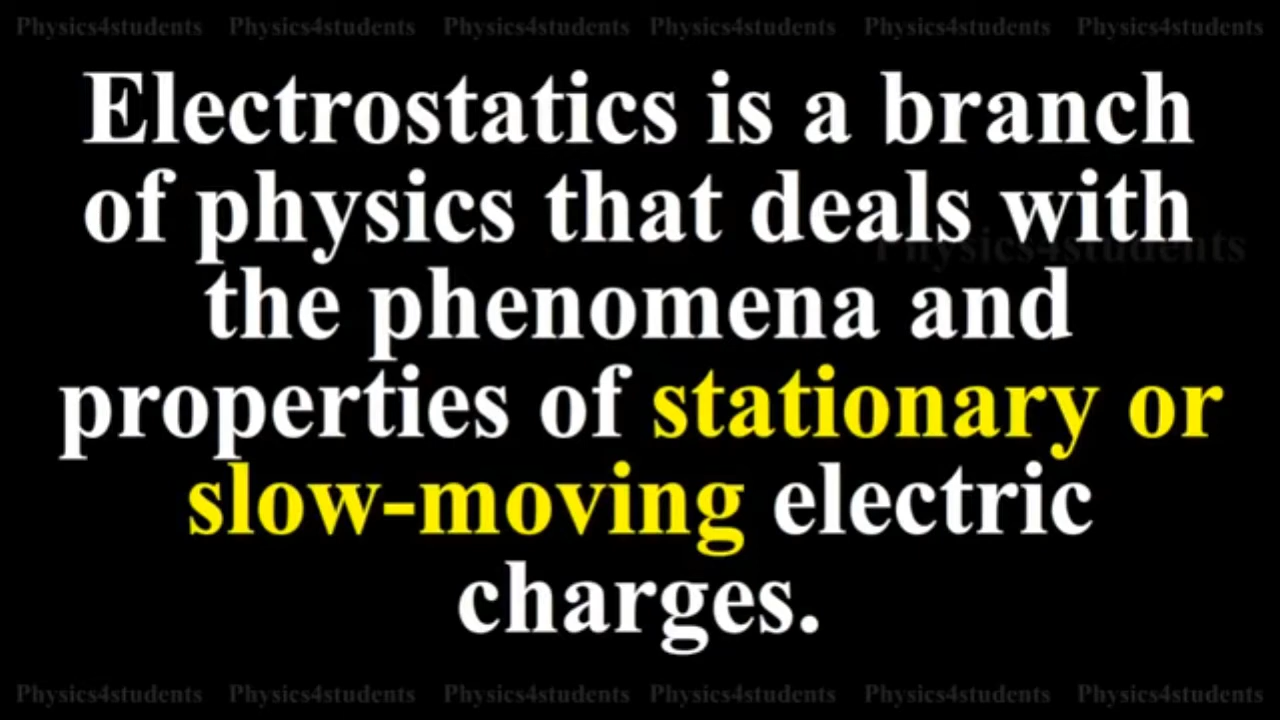 Physics4students Physics4students Physics4students Physics4students Physics4students Physics4students
Electrostatics is a branch
of physics that deals with
Physics4students
the phenomena and
properties of stationary or
slow-moving electric
charges.
Physics4students Physics4students Physics4students Physics4students Physics4students Physics4students